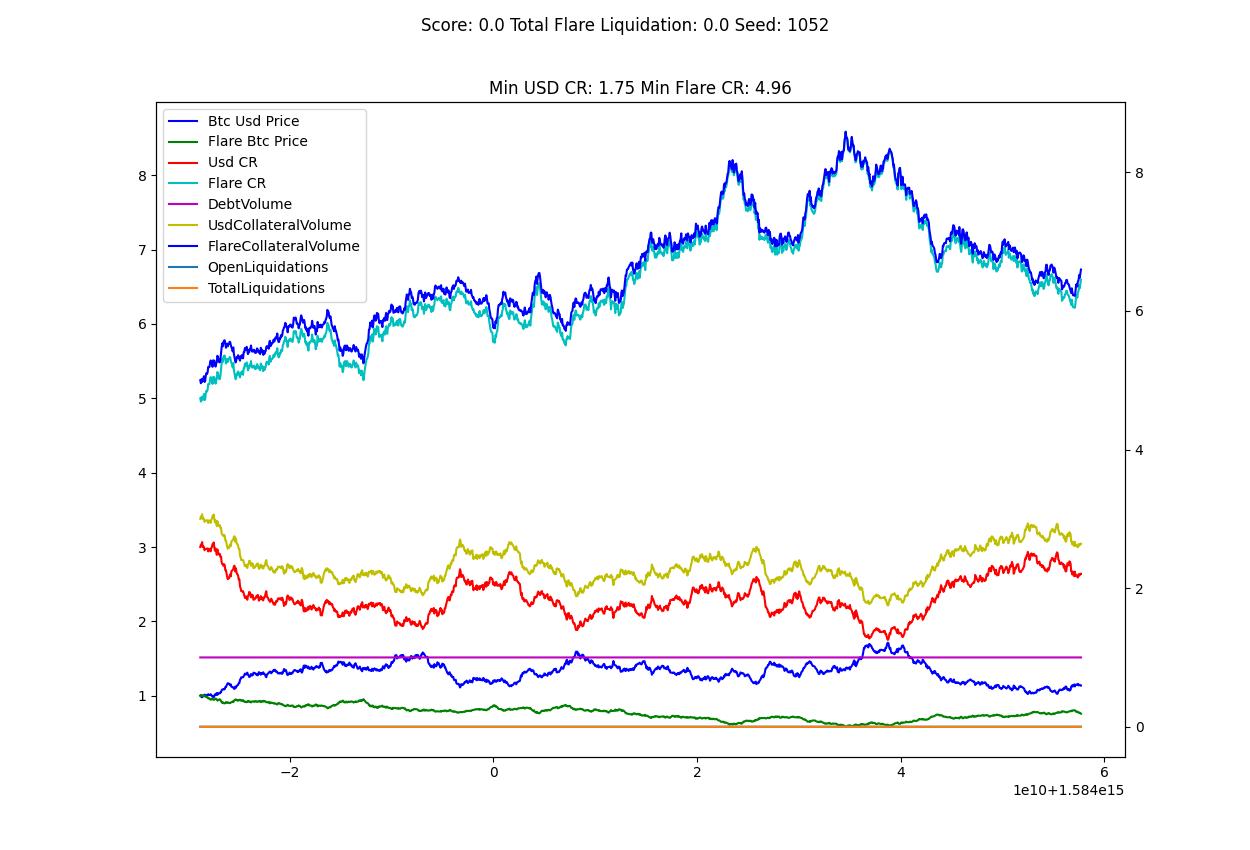 Score: 0.0 Total Flare Liquidation: 0.0 Seed: 1052
Min USD CR: 1.75 Min Flare CR: 4.96
Btc Usd Price
Flare Btc Price
Usd CR
Flare CR
DebtVolume
UsdCollateralVolume
FlareCollateralVolume
OpenLiquidations
TotalLiquidations
8
7
6
5
4
3
2
1
8
6
4
2
0
−2
0
2
4
6
1e10+1.584e15